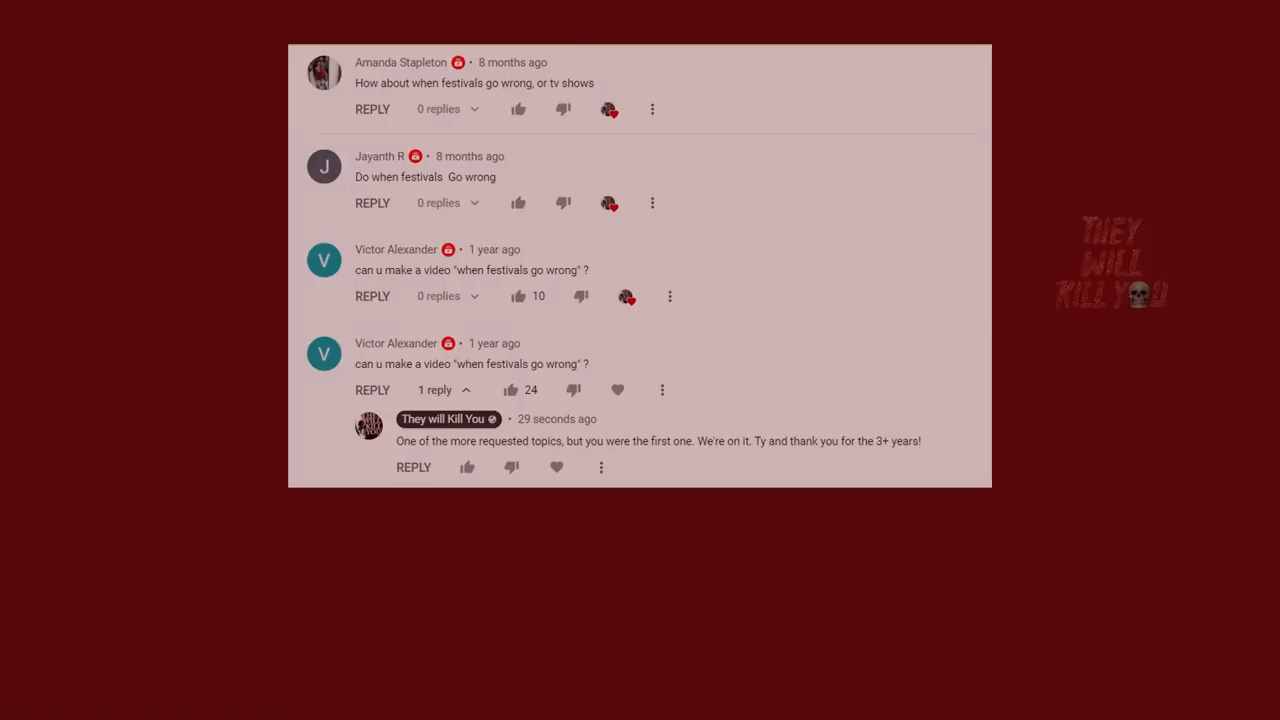 Amanda Stapleton • 8 months ago
How about when festivals go wrong, or tv shows
REPLY 0 replies
J
Jayanth R • 8 months ago
Do when festivals Go wrong
REPLY 0 replies
V
Victor Alexander • 1 year ago
can u make a video "when festivals go wrong" ?
REPLY 0 replies 10
V
Victor Alexander • 1 year ago
can u make a video "when festivals go wrong" ?
REPLY 1 reply 24
They will Kill You • 29 seconds ago
One of the more requested topics, but you were the first one. We're on it. Ty and thank you for the 3+ years!
REPLY
THEY
WILL
KILL YOU